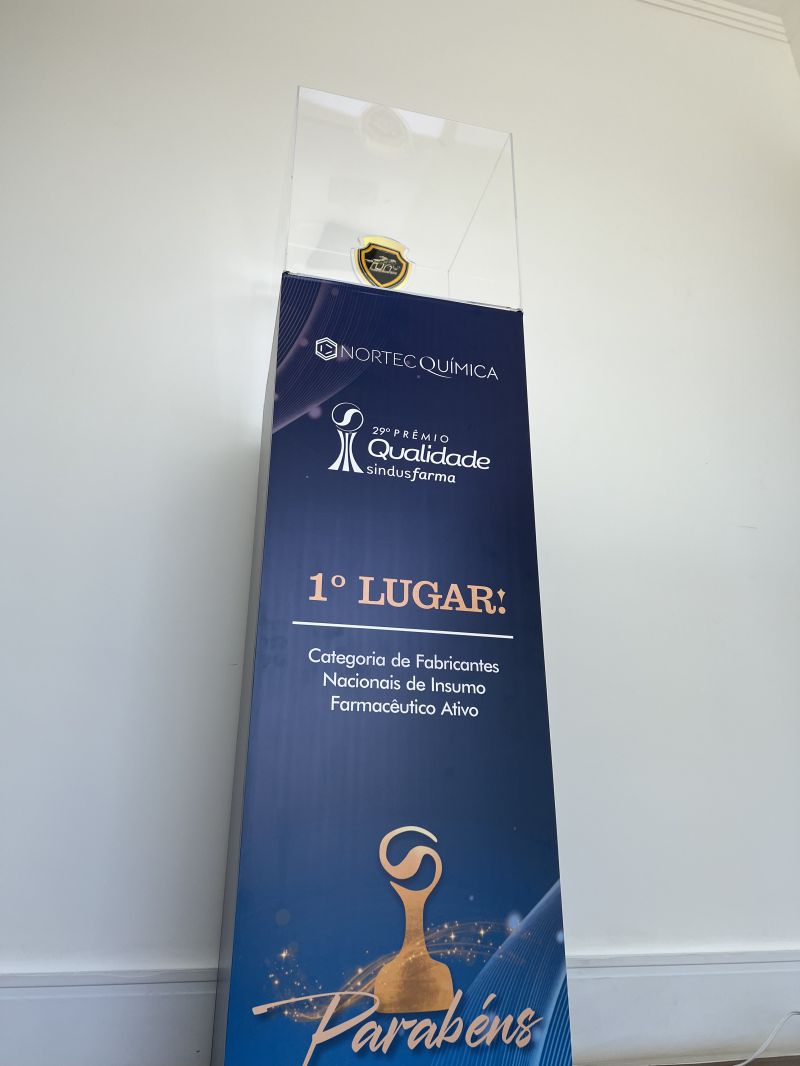 NORTEC QUÍMICA
29º PRÊMIO
Qualidade
sindusfarma
1º LUGAR!
Categoria de Fabricantes
Nacionais de Insumo
Farmacêutico Ativo
Parabéns